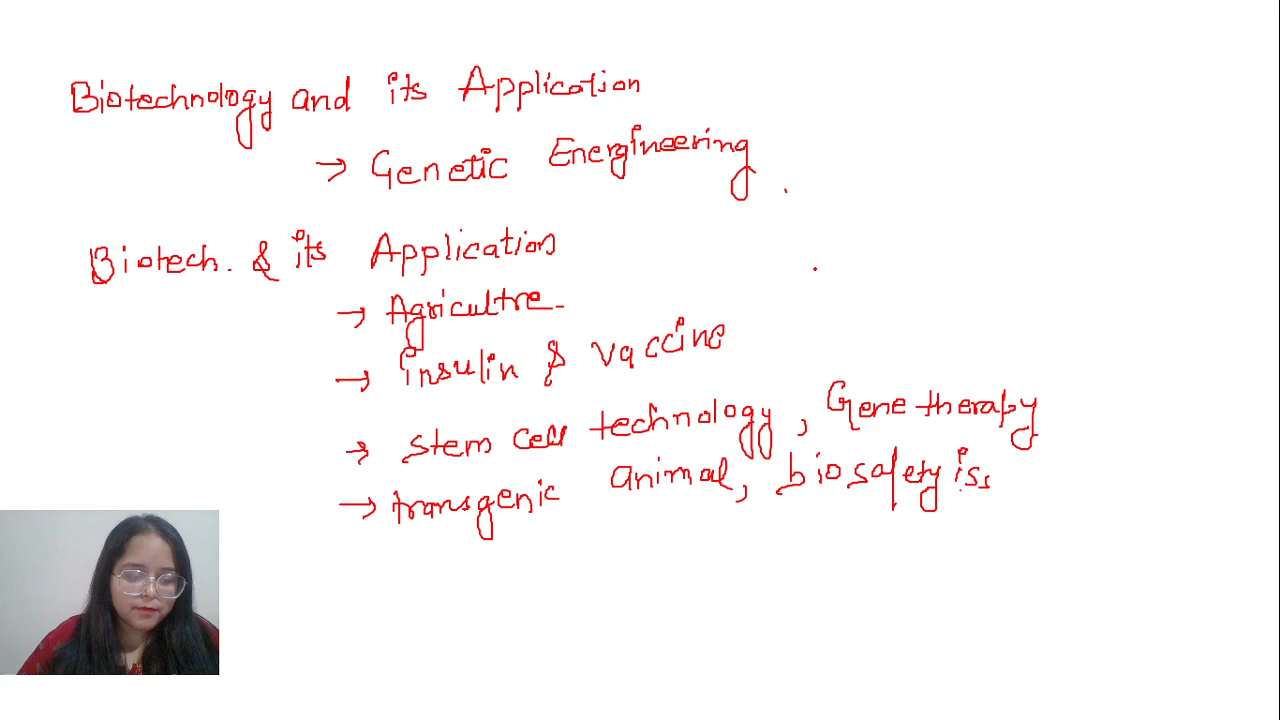 Biotechnology and its Application
→ Genetic Energineering
Biotech. & its Application
→ Agricultre
→ insulin & vaccine
→ stem cell technology, Gene therapy
→ transgenic animal, biosafety iss